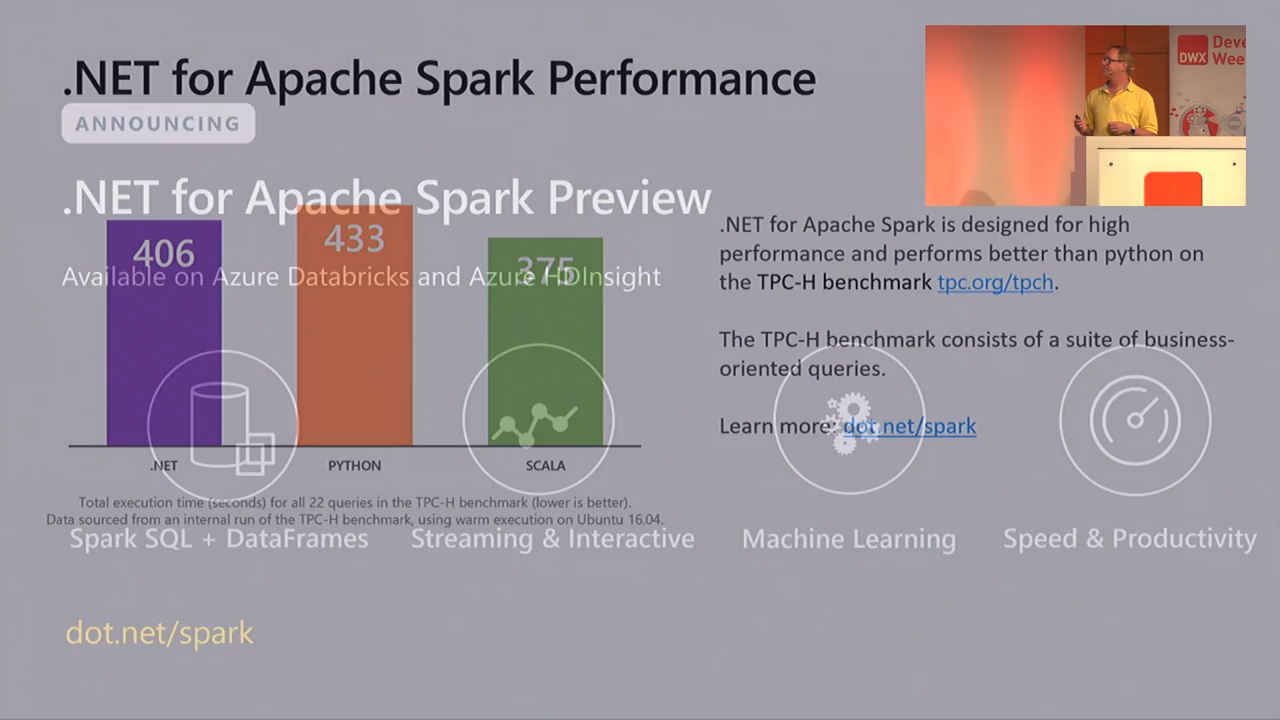 .NET for Apache Spark Performance
ANNOUNCING
.NET for Apache Spark Preview
Available on Azure Databricks and Azure HDInsight
406
433
375
.NET
PYTHON
SCALA
Total execution time (seconds) for all 22 queries in the TPC-H benchmark (lower is better).
Data sourced from an internal run of the TPC-H benchmark, using warm execution on Ubuntu 16.04.
.NET for Apache Spark is designed for high
performance and performs better than python on
the TPC-H benchmark tpc.org/tpch.
The TPC-H benchmark consists of a suite of business-
oriented queries.
Learn more: dot.net/spark
Spark SQL + DataFrames
Streaming & Interactive
Machine Learning
Speed & Productivity
dot.net/spark
DWX
Deve
Wee